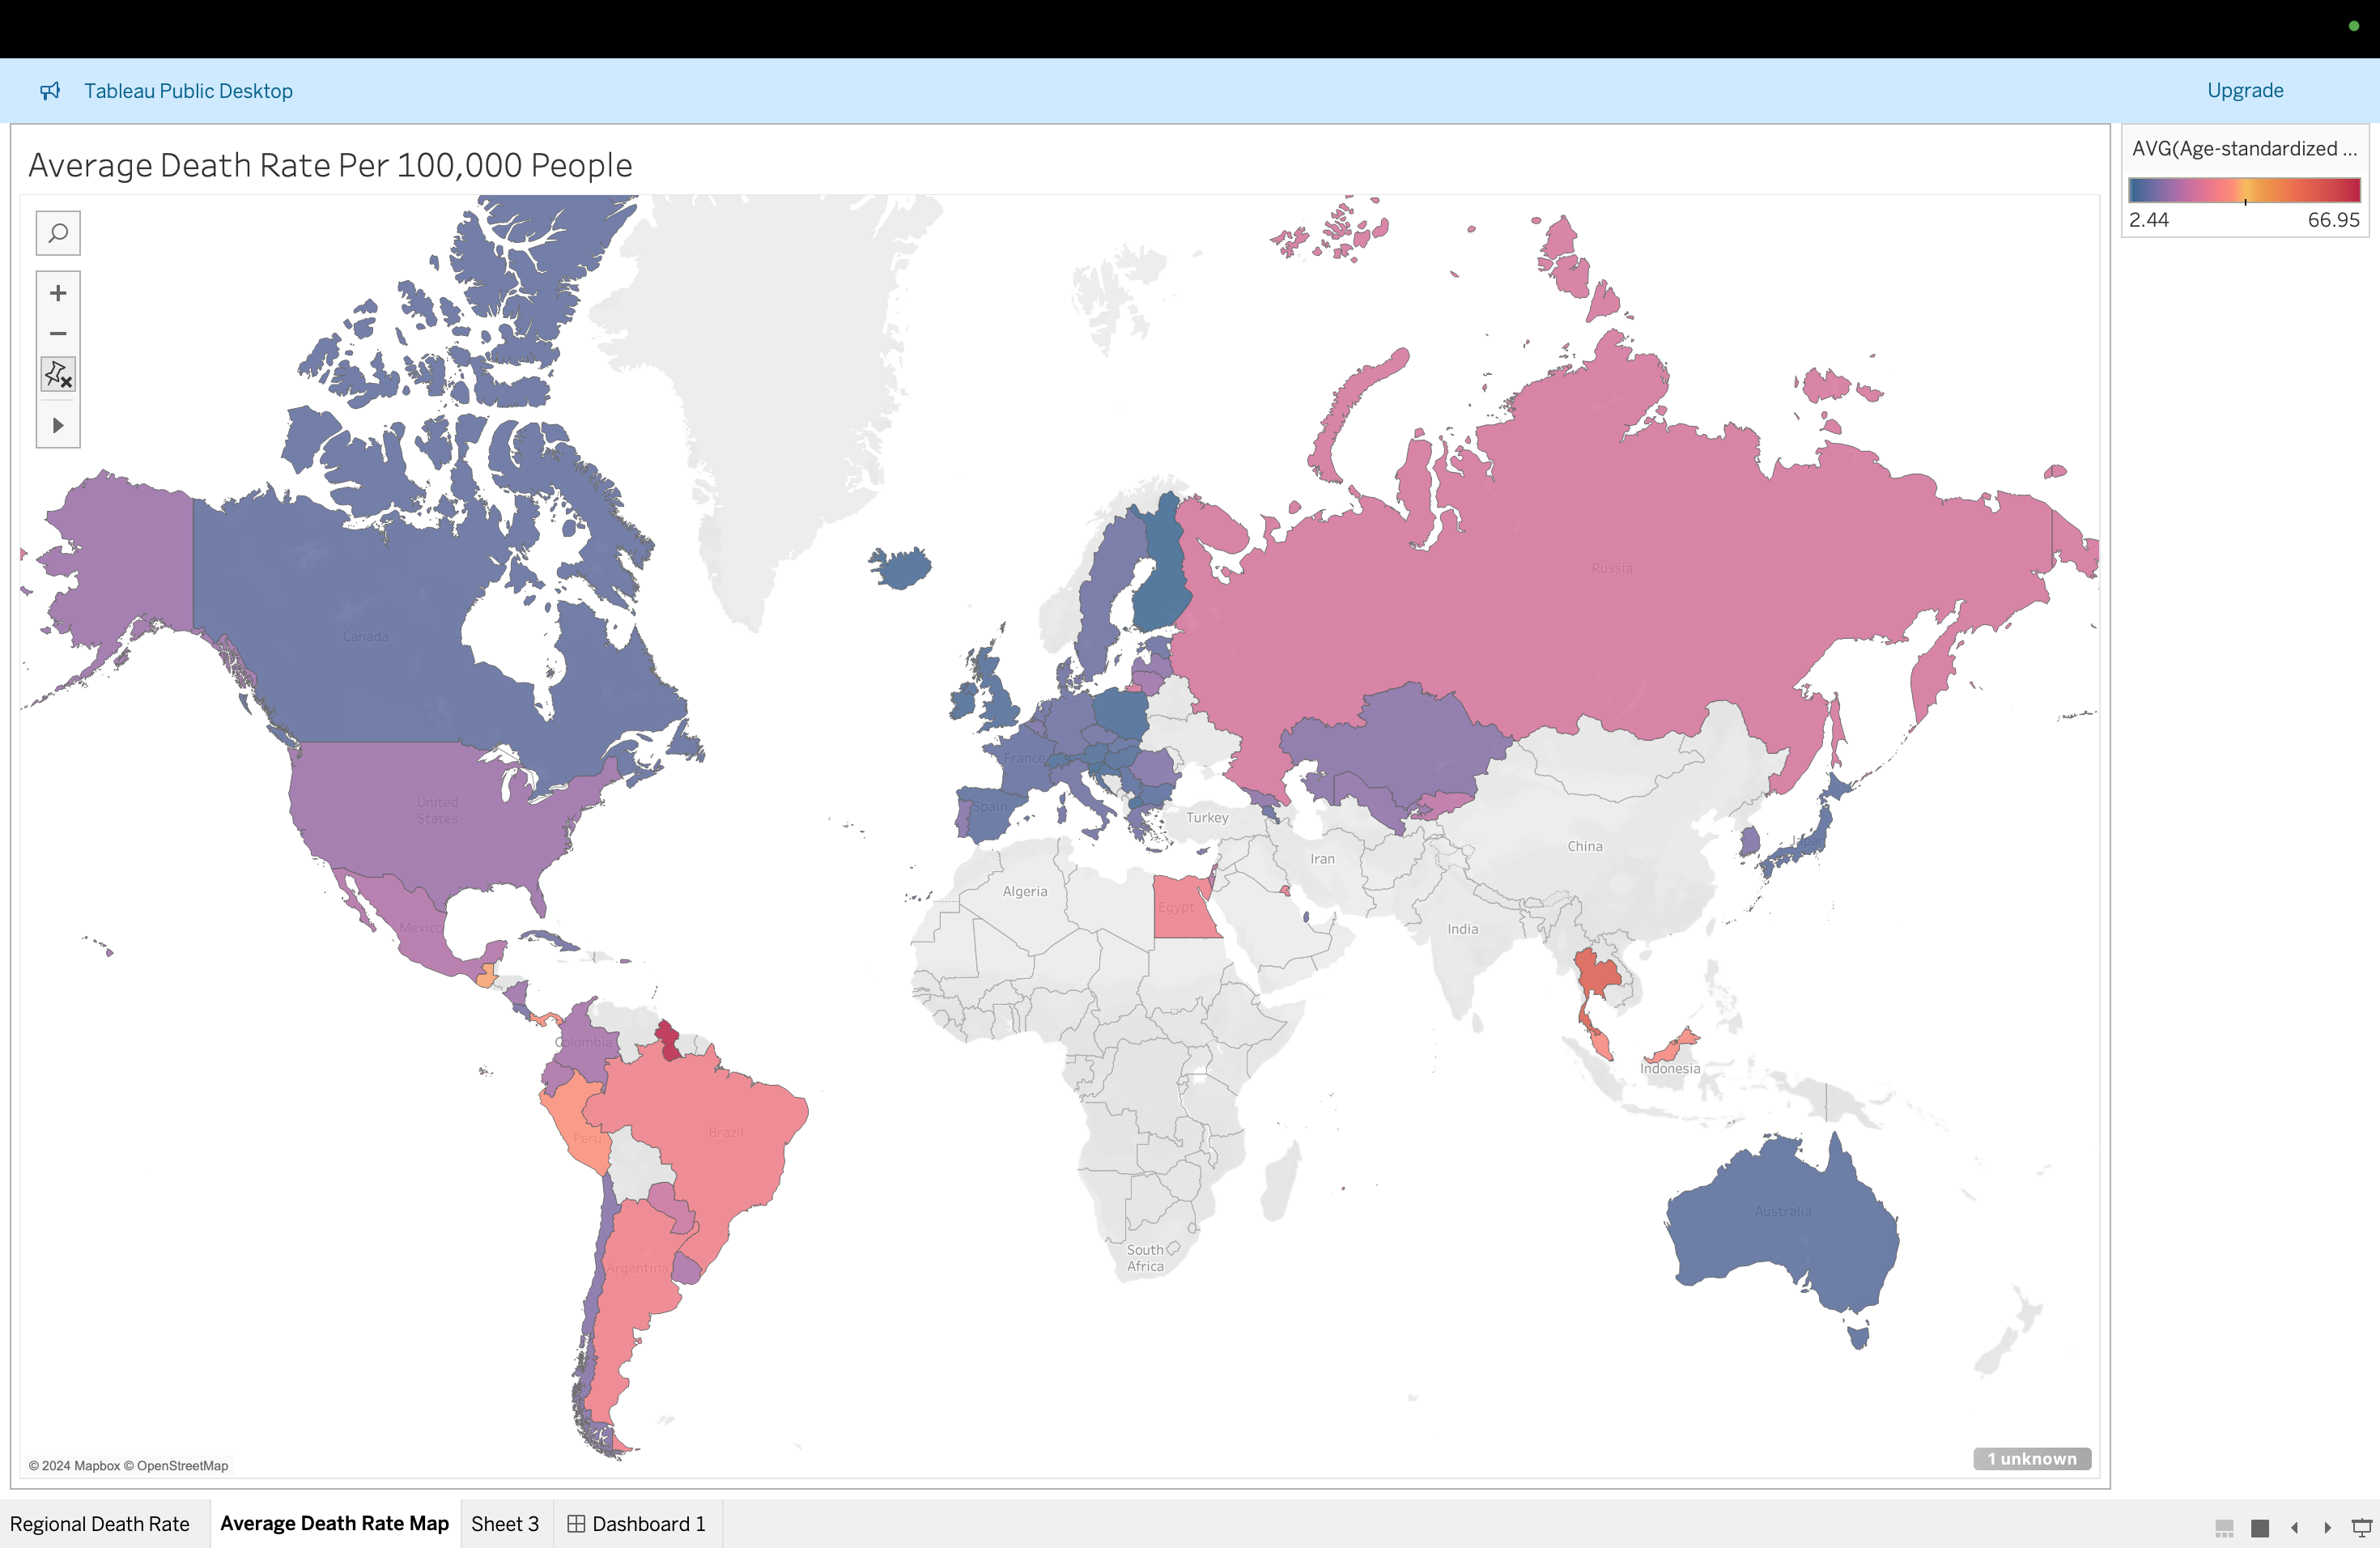 Tableau Public Desktop
Upgrade
Average Death Rate Per 100,000 People
AVG(Age-standardized ...
2.44 66.95
Russia
Canada
United
States
France
Spain
Turkey
Japan
China
Iran
Algeria
Egypt
India
Mexico
Colombia
Indonesia
Peru
Brazil
Australia
South
Africa
Argentina
© 2024 Mapbox © OpenStreetMap
1 unknown
Regional Death Rate
Average Death Rate Map
Sheet 3
Dashboard 1